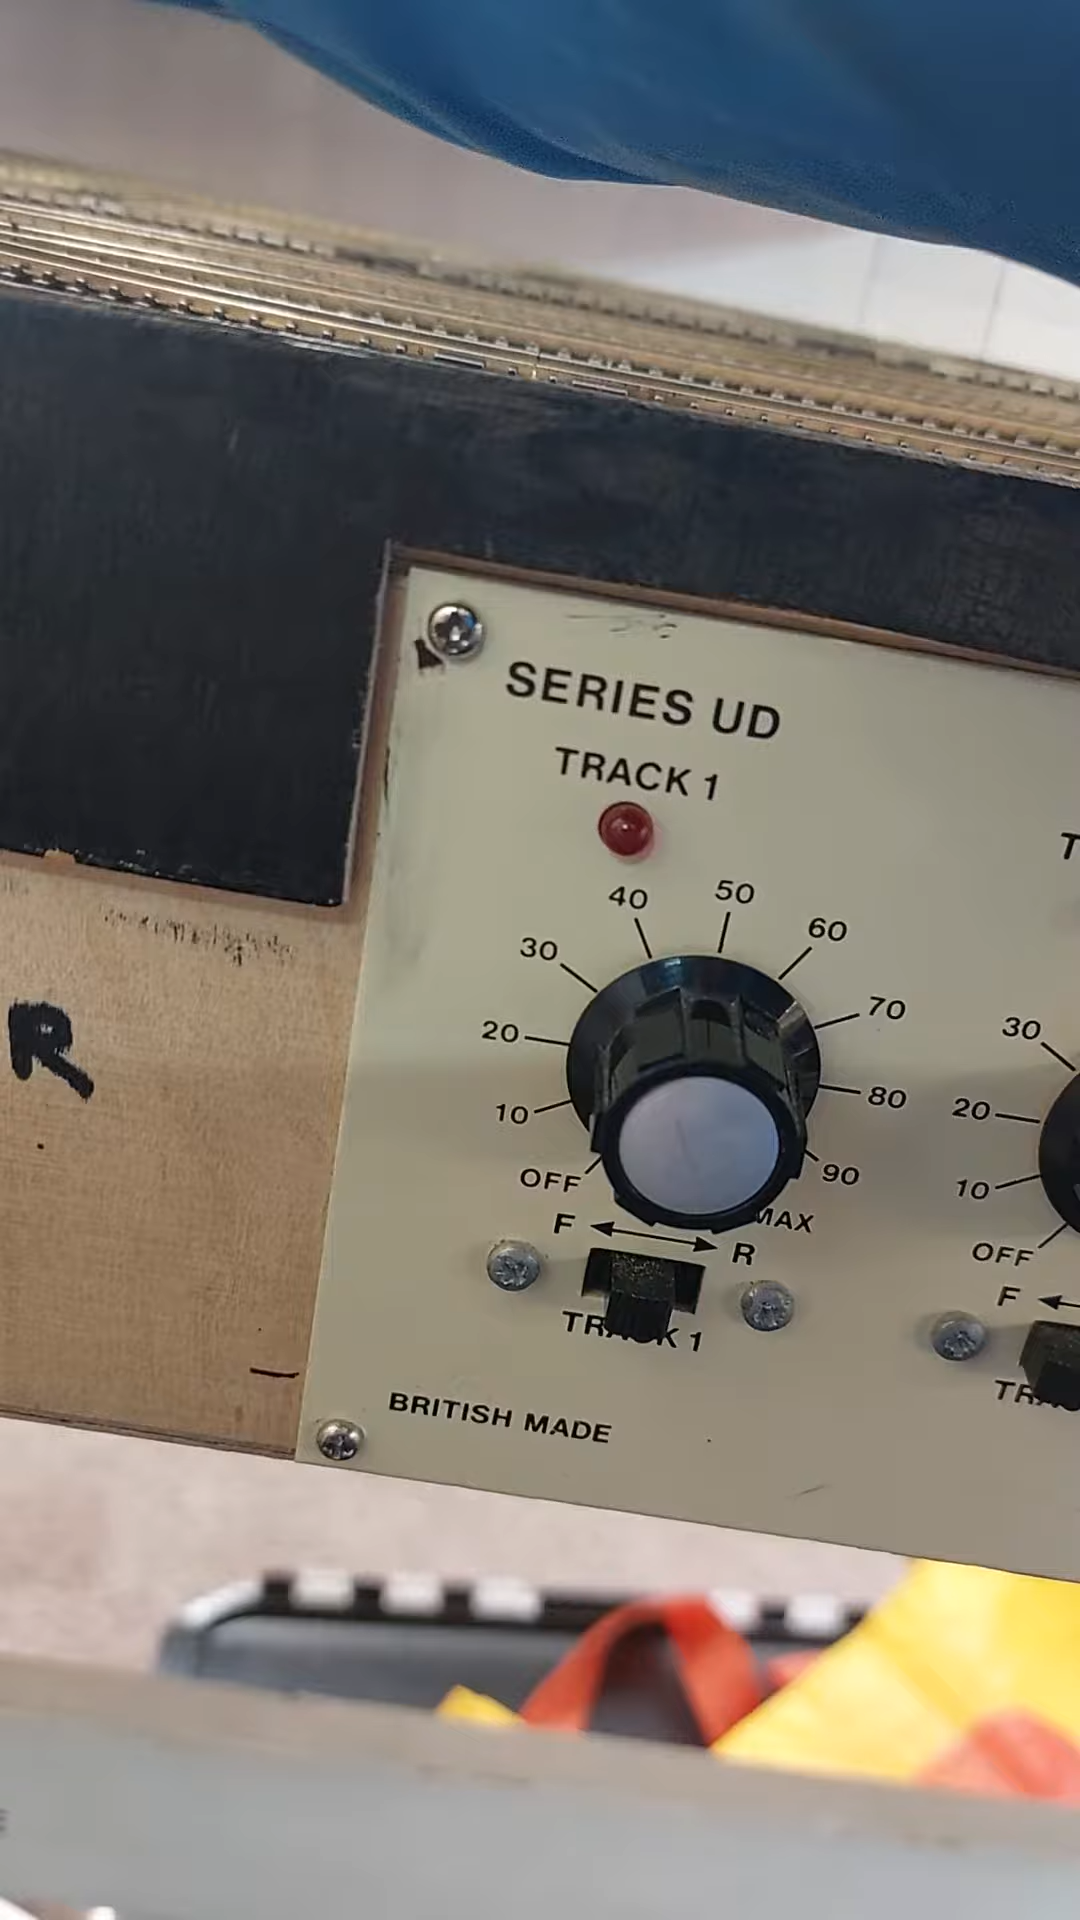 SERIES UD
TRACK 1
40 50 60
30 70
20 80
10 90
OFF MAX
F R
TRACK 1
BRITISH MADE
30
20
10
OFF
F
R